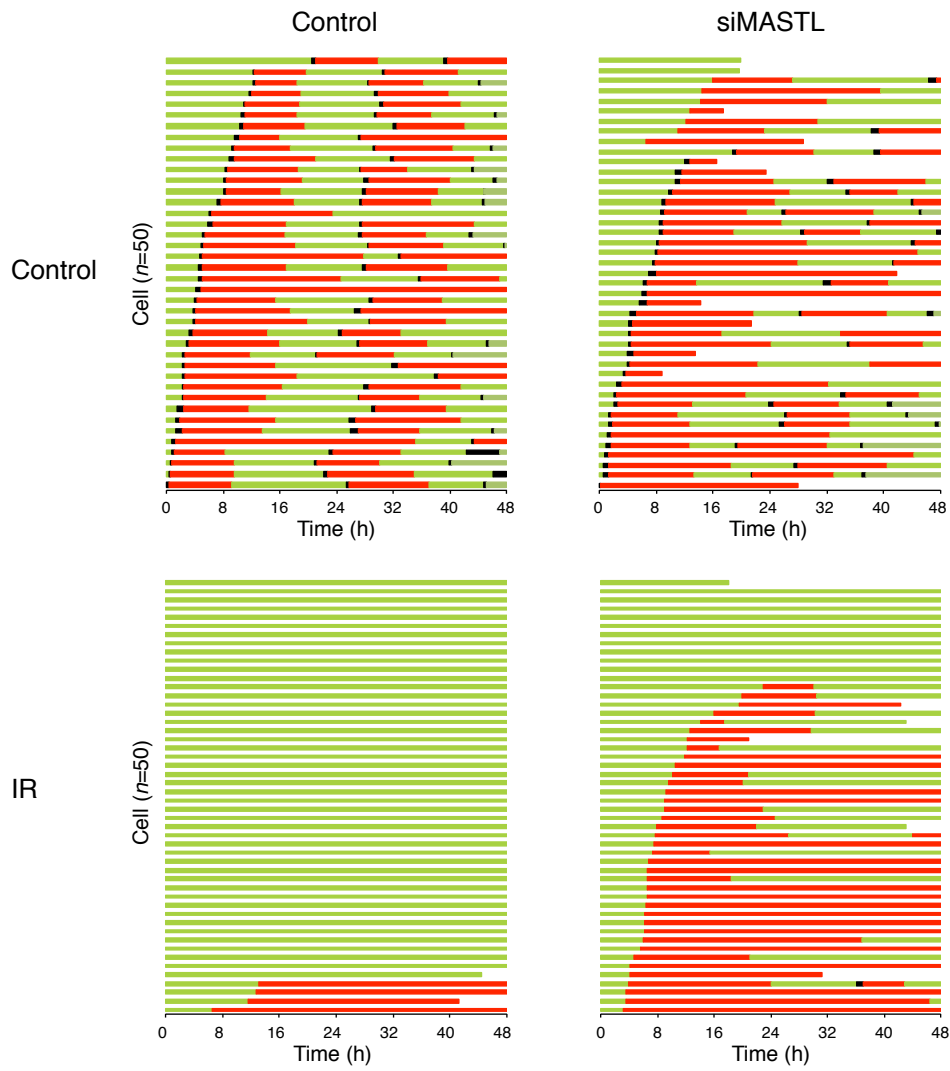 Control siMASTL
Control
Cell (n=50)
0 8 16 24 32 40 48
Time (h)
0 8 16 24 32 40 48
Time (h)
IR
Cell (n=50)
0 8 16 24 32 40 48
Time (h)
0 8 16 24 32 40 48
Time (h)